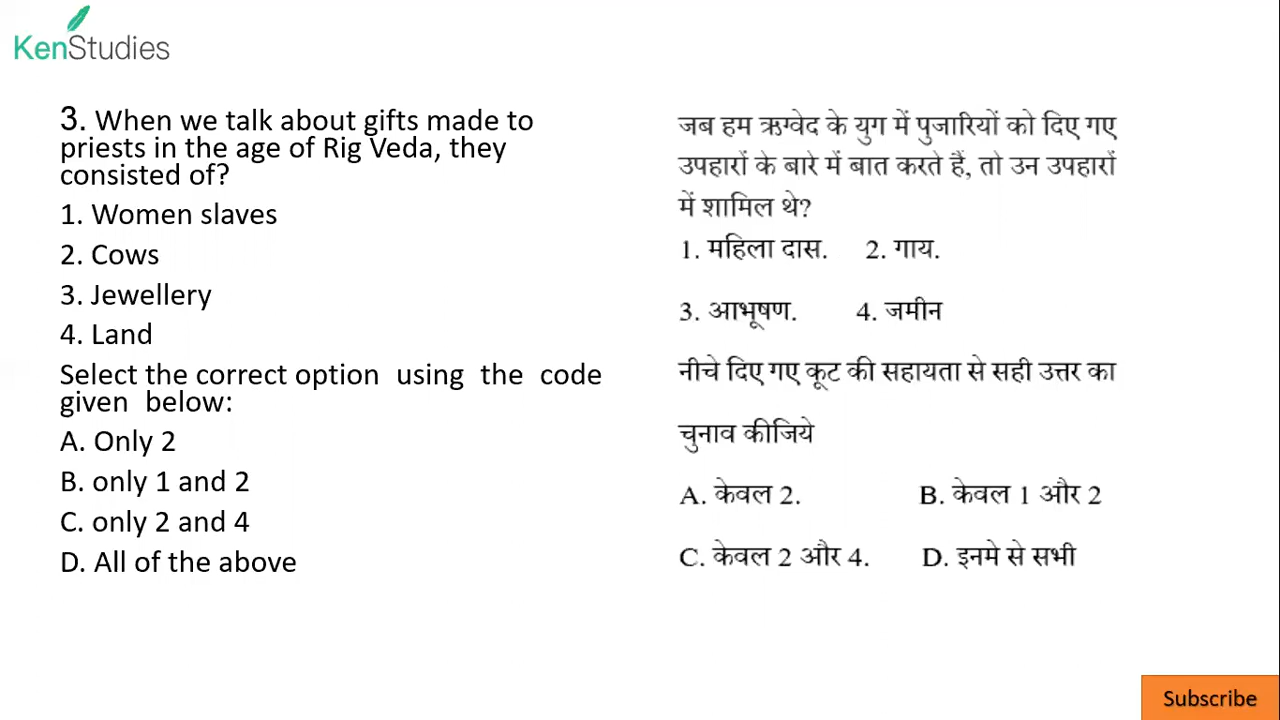 KenStudies
3. When we talk about gifts made to
priests in the age of Rig Veda, they
consisted of?
1. Women slaves
2. Cows
3. Jewellery
4. Land
Select the correct option using the code
given below:
A. Only 2
B. only 1 and 2
C. only 2 and 4
D. All of the above
जब हम ऋग्वेद के युग में पुजारियों को दिए गए
उपहारों के बारे में बात करते हैं, तो उन उपहारों
में शामिल थे?
1. महिला दास. 2. गाय.
3. आभूषण. 4. जमीन
नीचे दिए गए कूट की सहायता से सही उत्तर का
चुनाव कीजिये
A. केवल 2. B. केवल 1 और 2
C. केवल 2 और 4. D. इनमे से सभी
Subscribe